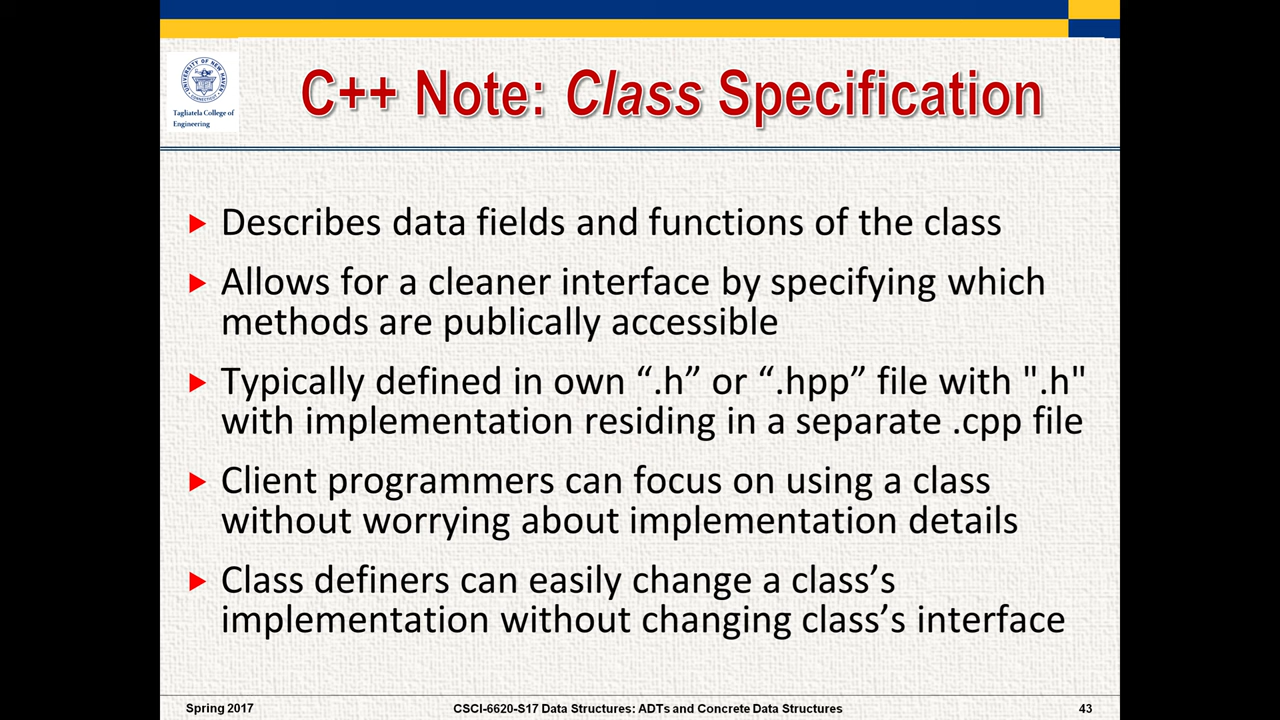 C++ Note: Class Specification
Tagliatela College of
Engineering
Describes data fields and functions of the class
Allows for a cleaner interface by specifying which
methods are publically accessible
Typically defined in own “.h” or “.hpp” file with ".h"
with implementation residing in a separate .cpp file
Client programmers can focus on using a class
without worrying about implementation details
Class definers can easily change a class’s
implementation without changing class’s interface
Spring 2017
CSCI-6620-S17 Data Structures: ADTs and Concrete Data Structures
43